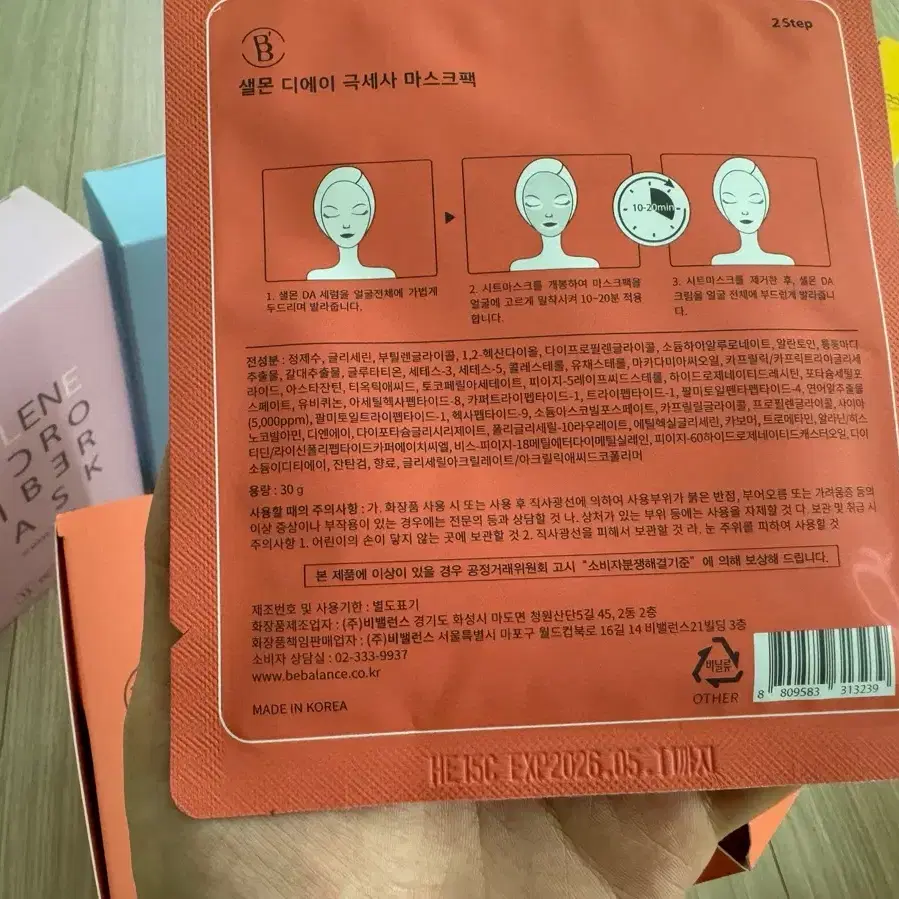 2 Step
B
샐몬 디에이 극세사 마스크팩
10-20min
1. 샐몬 DA 세럼을 얼굴전체에 가볍게
두드리며 발라줍니다.
2. 시트마스크를 개봉하여 마스크팩을
얼굴에 고르게 밀착시켜 10~20분 적용
합니다.
3. 시트마스크를 제거한 후, 샐몬 DA
크림을 얼굴 전체에 부드럽게 발라줍니
다.
전성분 : 정제수, 글리세린, 부틸렌글라이콜, 1,2-헥산다이올, 다이프로필렌글라이콜, 소듐하이알루로네이트, 알란토인, 퉁퉁마디
추출물, 갈대추출물, 글루타티온, 세테스-3, 세테스-5, 콜레스테롤, 유채스테롤, 마카다미아씨오일, 카프릴릭/카프릭트라이글리세
라이드, 아스타잔틴, 티옥틱애씨드, 토코페릴아세테이트, 피이지-5레이프씨드스테롤, 하이드로제네이티드레시틴, 포타슘세틸포
스페이트, 유비퀴논, 아세틸헥사펩타이드-8, 카퍼트라이펩타이드-1, 트라이펩타이드-1, 팔미토일펜타펩타이드-4, 연어알추출물
(5,000ppm), 팔미토일트라이펩타이드-1, 헥사펩타이드-9, 소듐아스코빌포스페이트, 카프릴릴글라이콜, 프로필렌글라이콜, 사이아
노코발아민, 디엔에이, 다이포타슘글리시리제이트, 폴리글리세릴-10라우레이트, 에틸헥실글리세린, 카보머, 트로메타민, 알라닌/히스
티딘/라이신폴리펩타이드카퍼에이치씨엘, 비스-피이지-18메틸에터다이메틸실레인, 피이지-60하이드로제네이티드캐스터오일, 다이
소듐이디티에이, 잔탄검, 향료, 글리세릴아크릴레이트/아크릴릭애씨드코폴리머
용량 : 30 g
사용할 때의 주의사항 : 가. 화장품 사용 시 또는 사용 후 직사광선에 의하여 사용부위가 붉은 반점, 부어오름 또는 가려움증 등의
이상 증상이나 부작용이 있는 경우에는 전문의 등과 상담할 것 나. 상처가 있는 부위 등에는 사용을 자제할 것 다. 보관 및 취급 시
주의사항 1. 어린이의 손이 닿지 않는 곳에 보관할 것 2. 직사광선을 피해서 보관할 것 라. 눈 주위를 피하여 사용할 것
본 제품에 이상이 있을 경우 공정거래위원회 고시 "소비자분쟁해결기준" 에 의해 보상해 드립니다.
제조번호 및 사용기한 : 별도표기
화장품제조업자 : (주)비밸런스 경기도 화성시 마도면 청원산단5길 45, 2동 2층
화장품책임판매업자 : (주)비밸런스 서울특별시 마포구 월드컵북로 16길 14 비밸런스21빌딩 3층
소비자 상담실 : 02-333-9937
www.bebalance.co.kr
MADE IN KOREA
비닐류
OTHER
8 809583 313239
HE15C EXP2026.05.11까지
LENE
CRO
BER
ASK